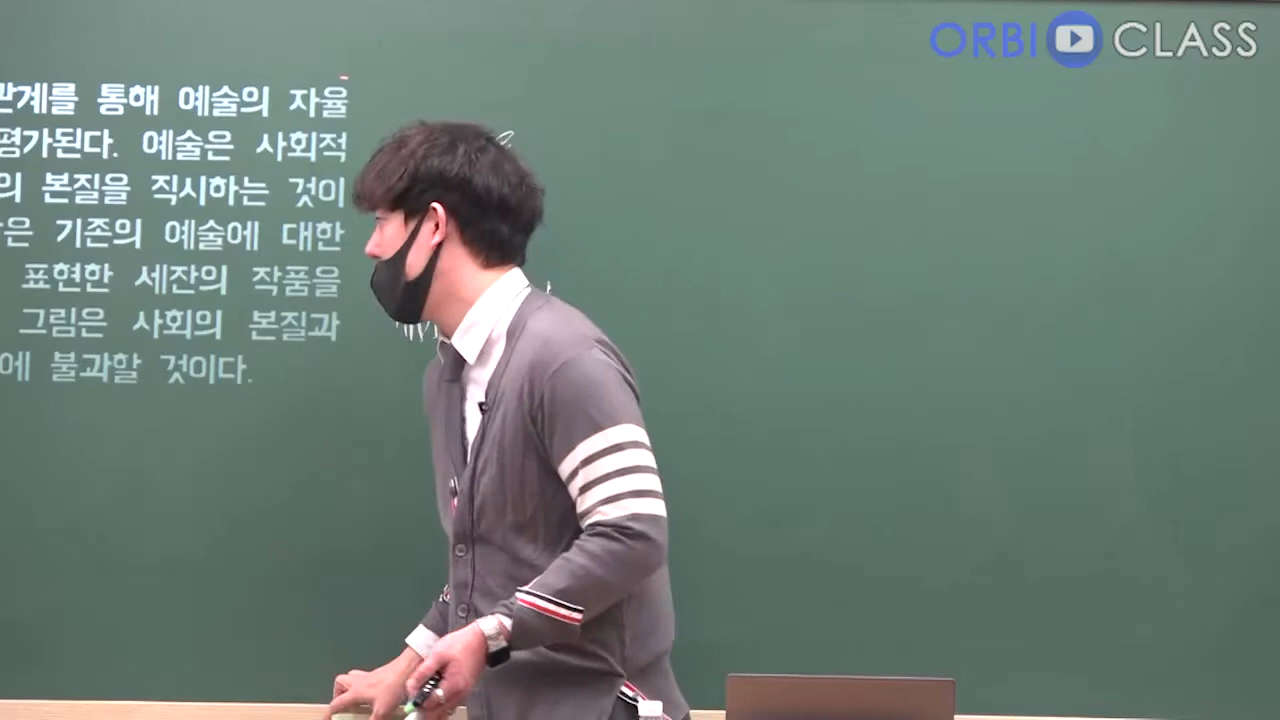 ORBI CLASS
관계를 통해 예술의 자율
평가된다. 예술은 사회적
의 본질을 직시하는 것이
은 기존의 예술에 대한
표현한 세잔의 작품을
그림은 사회의 본질과
에 불과할 것이다.